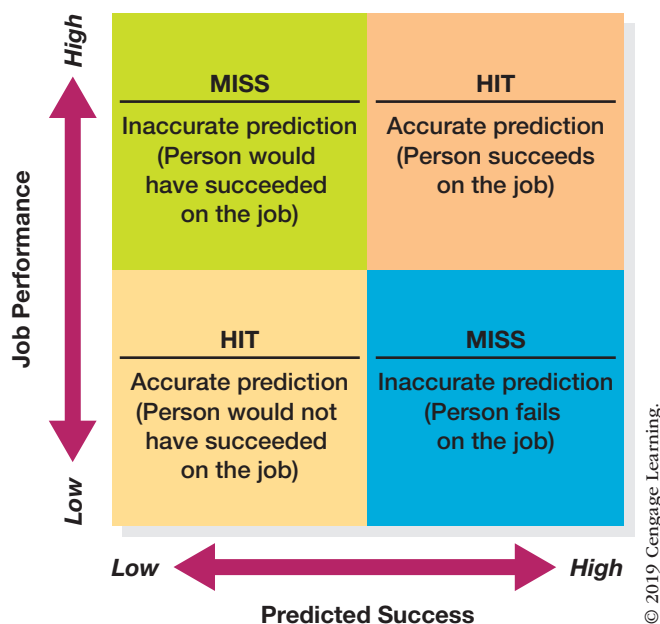 High
MISS
Inaccurate prediction
(Person would
have succeeded
on the job)
HIT
Accurate prediction
(Person succeeds
on the job)
Job Performance
HIT
Accurate prediction
(Person would not
have succeeded
on the job)
MISS
Inaccurate prediction
(Person fails
on the job)
Low
Low
High
Predicted Success
© 2019 Cengage Learning.